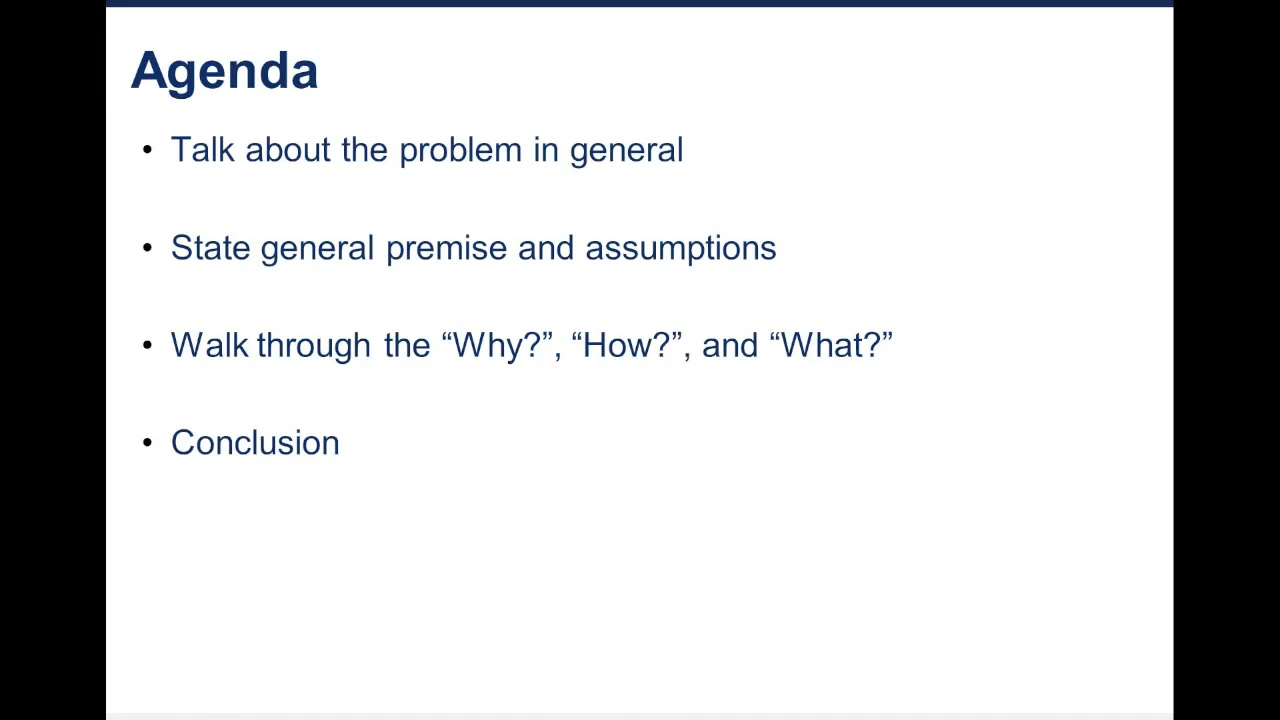 Agenda
• Talk about the problem in general
• State general premise and assumptions
• Walk through the “Why?”, “How?”, and “What?”
• Conclusion